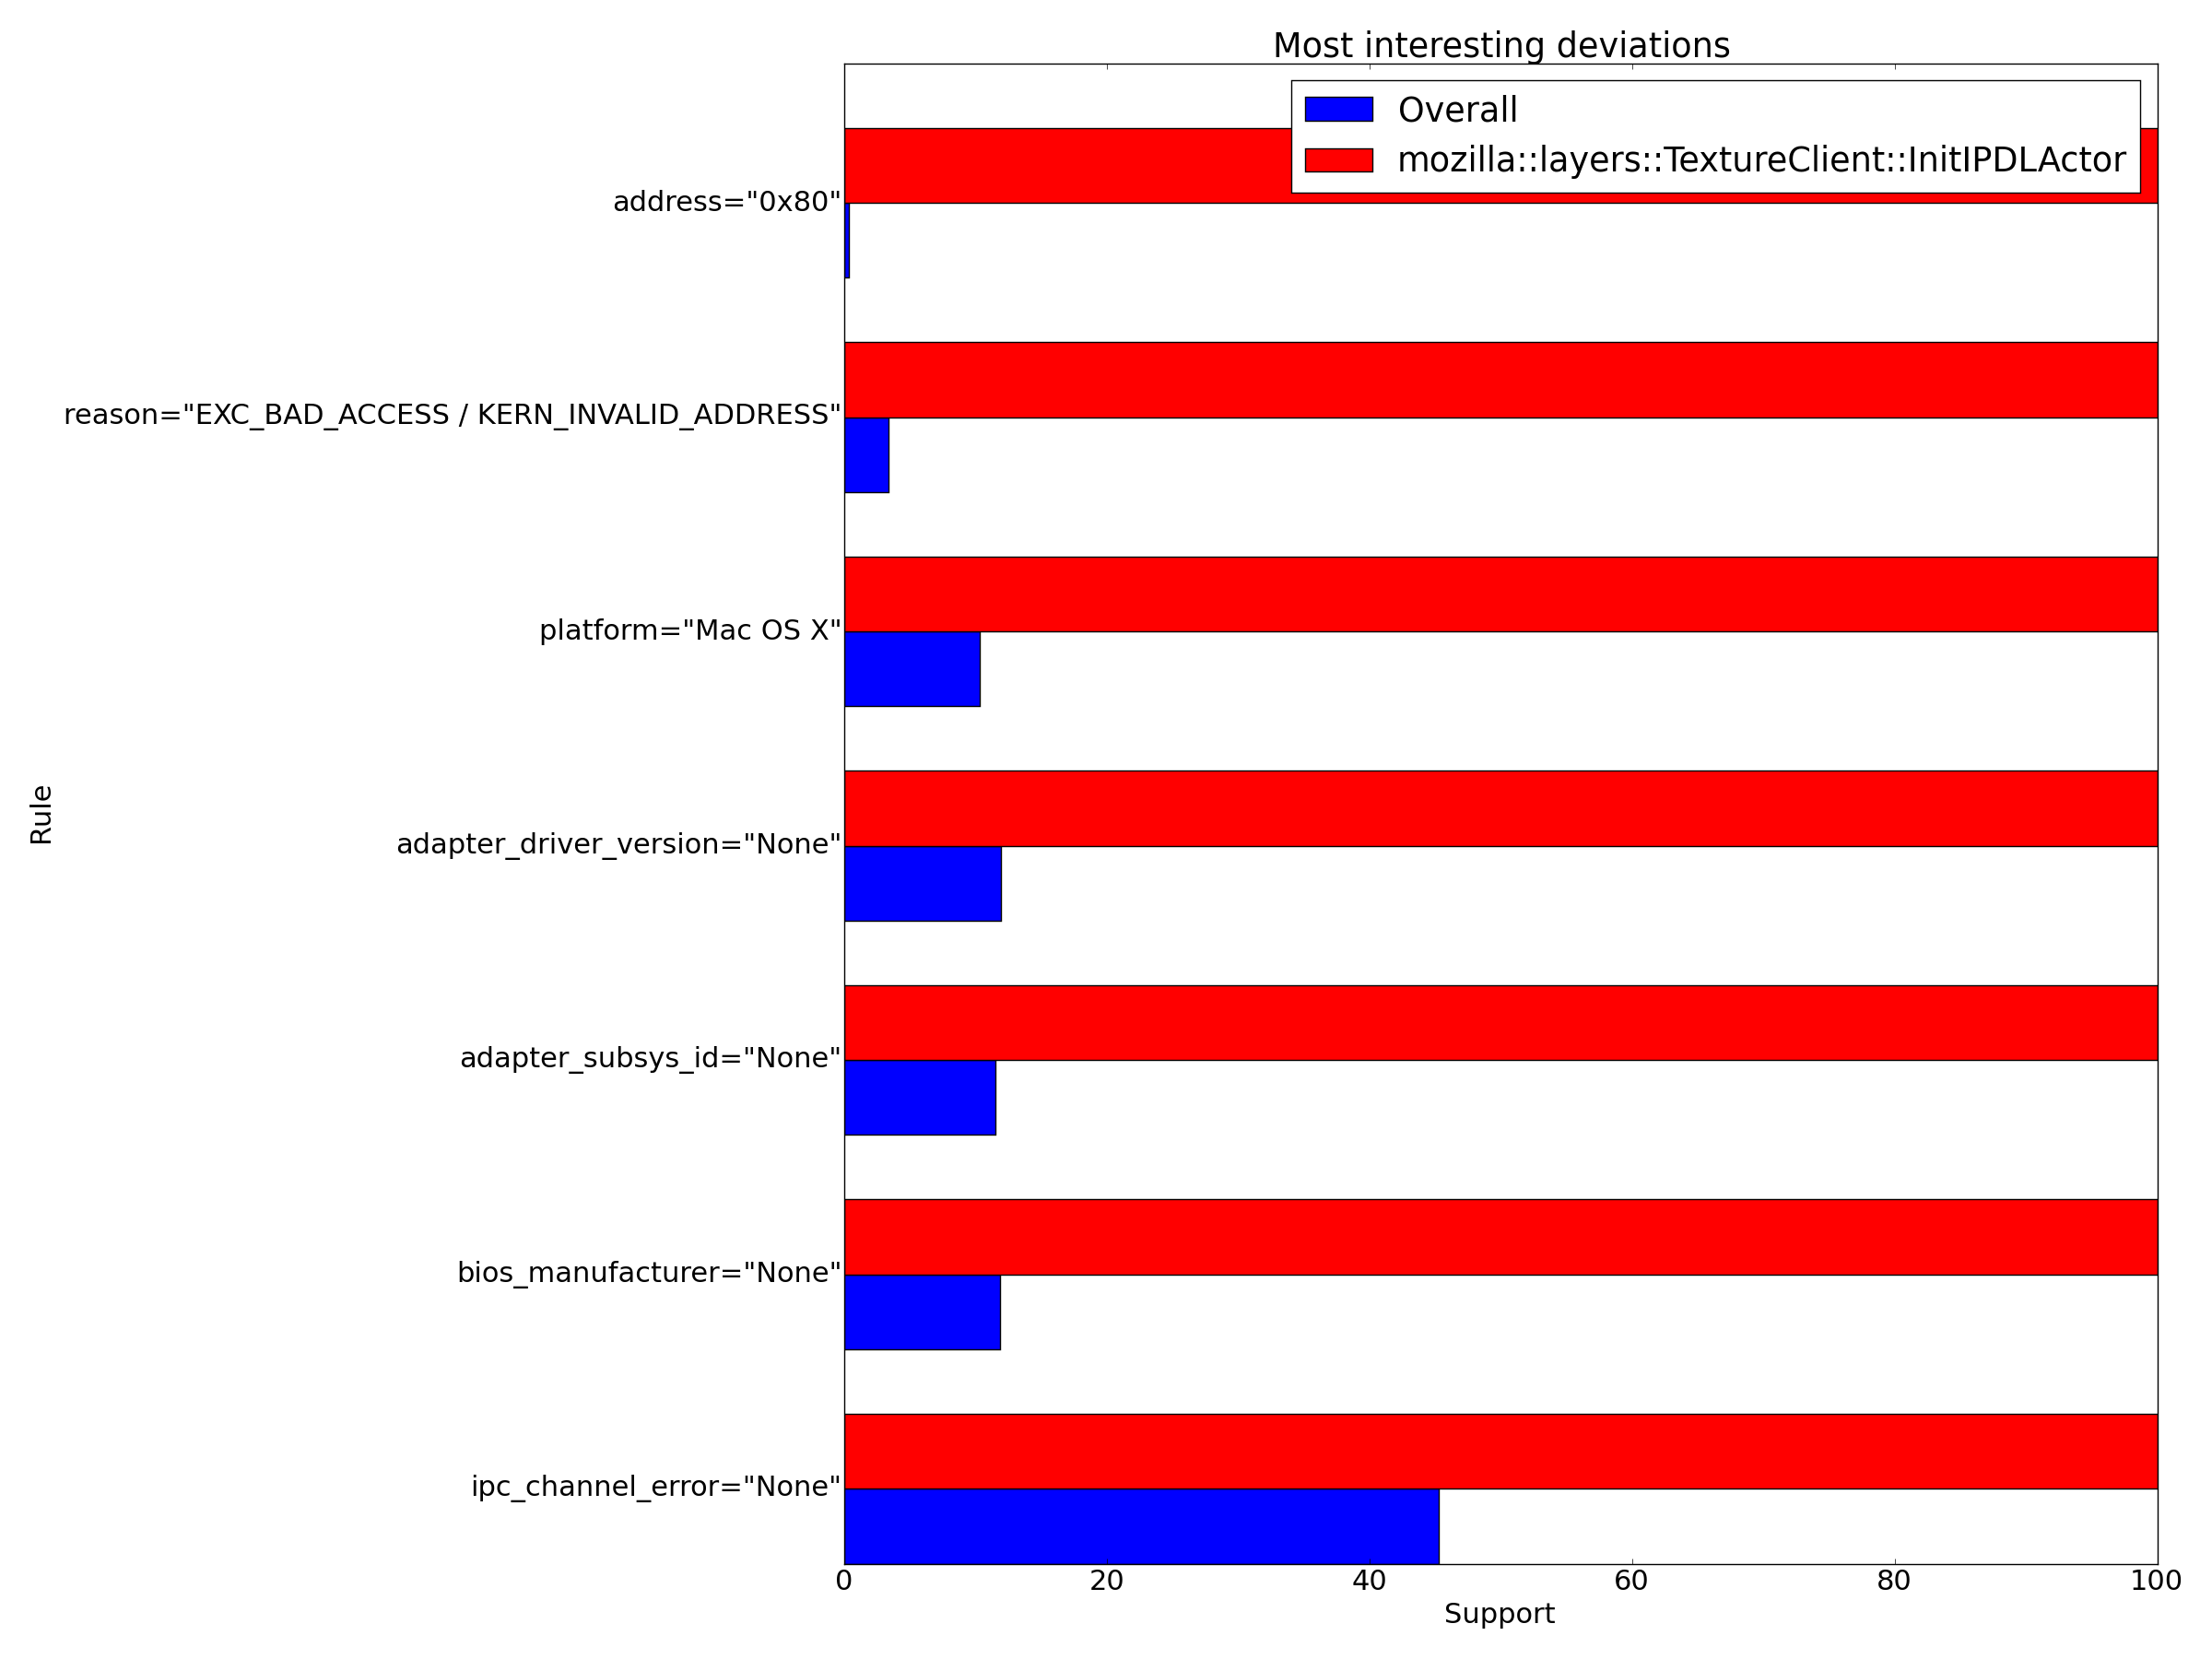 Most interesting deviations
Overall
mozilla::layers::TextureClient::InitIPDLActor
address="0x80"
reason="EXC_BAD_ACCESS / KERN_INVALID_ADDRESS"
platform="Mac OS X"
adapter_driver_version="None"
adapter_subsys_id="None"
bios_manufacturer="None"
ipc_channel_error="None"
Rule
0 20 40 60 80 100
Support